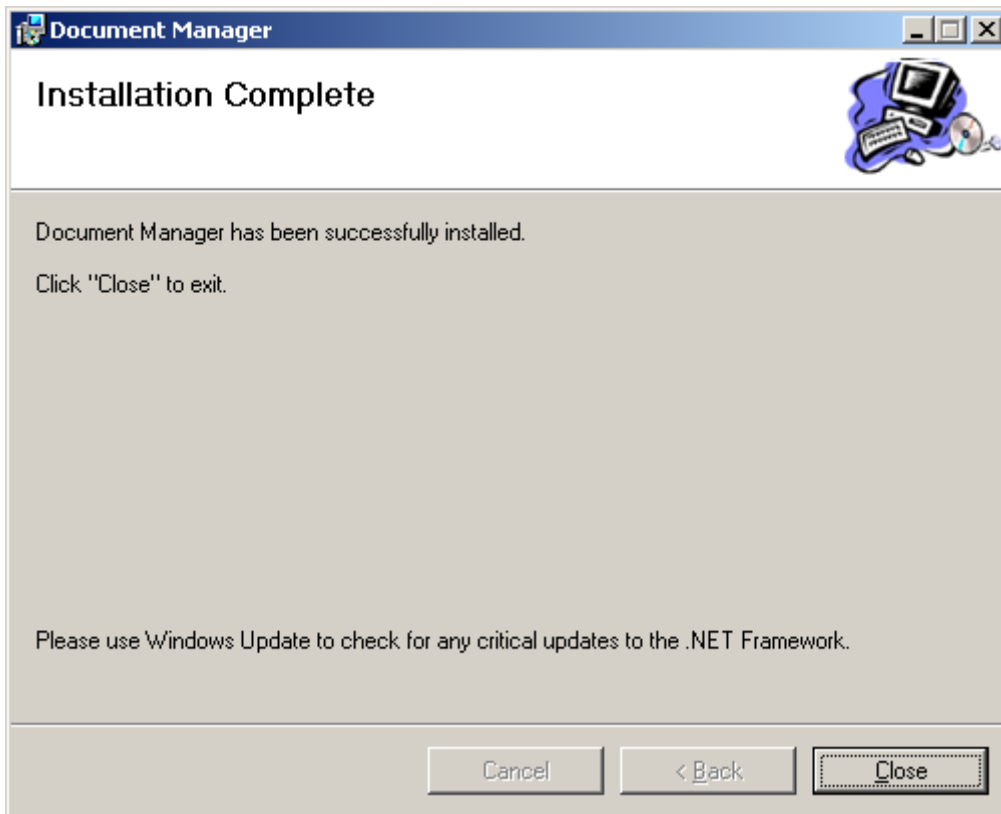 Document Manager
Installation Complete
Document Manager has been successfully installed.
Click "Close" to exit.
Please use Windows Update to check for any critical updates to the .NET Framework.
Cancel
< Back
Close